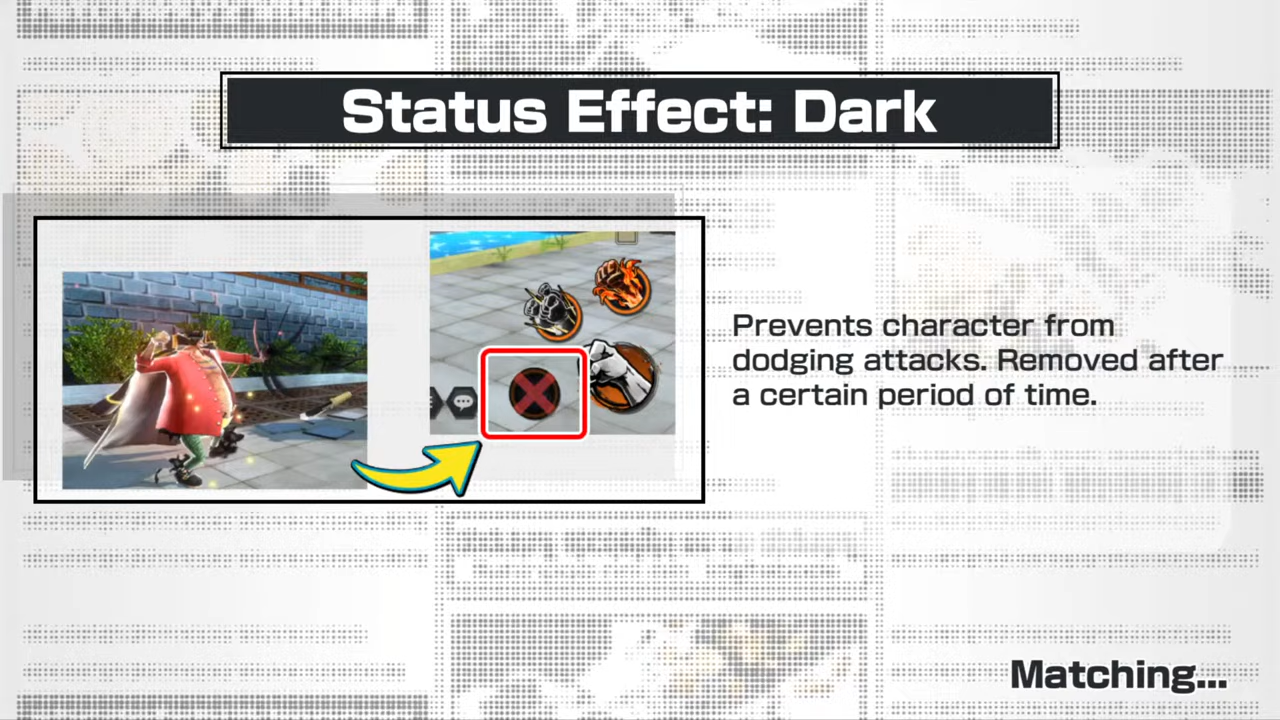 Status Effect: Dark
Prevents character from
dodging attacks. Removed after
a certain period of time.
Matching...